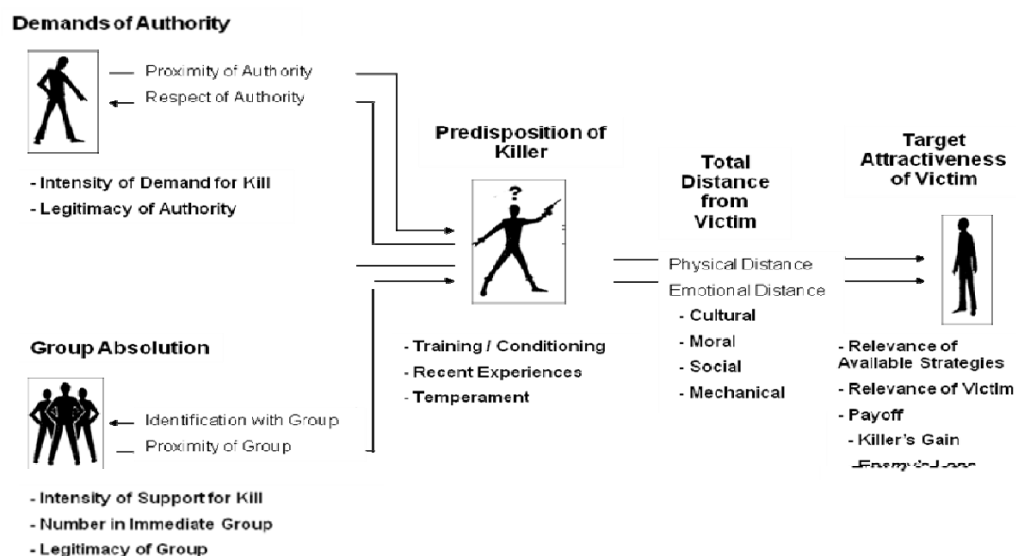 Demands of Authority
Proximity of Authority
Respect of Authority
- Intensity of Demand for Kill
- Legitimacy of Authority
Group Absolution
Identification with Group
Proximity of Group
- Intensity of Support for Kill
- Number in Immediate Group
- Legitimacy of Group
Predisposition of
Killer
?
- Training / Conditioning
- Recent Experiences
- Temperament
Total
Distance
from
Victim
Physical Distance
Emotional Distance
- Cultural
- Moral
- Social
- Mechanical
Target
Attractiveness
of Victim
- Relevance of
Available Strategies
- Relevance of Victim
- Payoff
- Killer's Gain